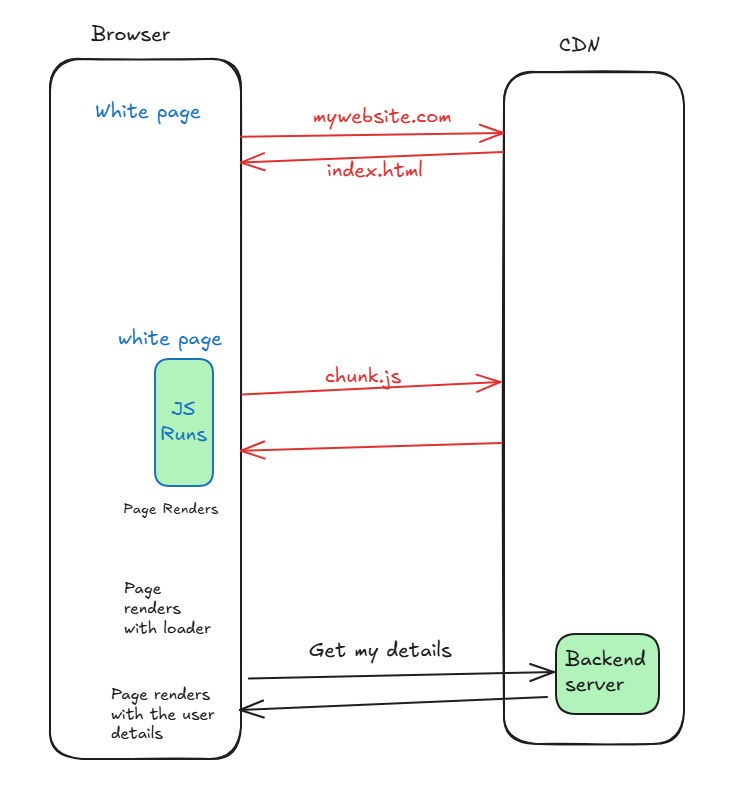 Browser
CDN
White page
mywebsite.com
index.html
white page
chunk.js
JS
Runs
Page Renders
Page
renders
with loader
Get my details
Backend
server
Page renders
with the user
details